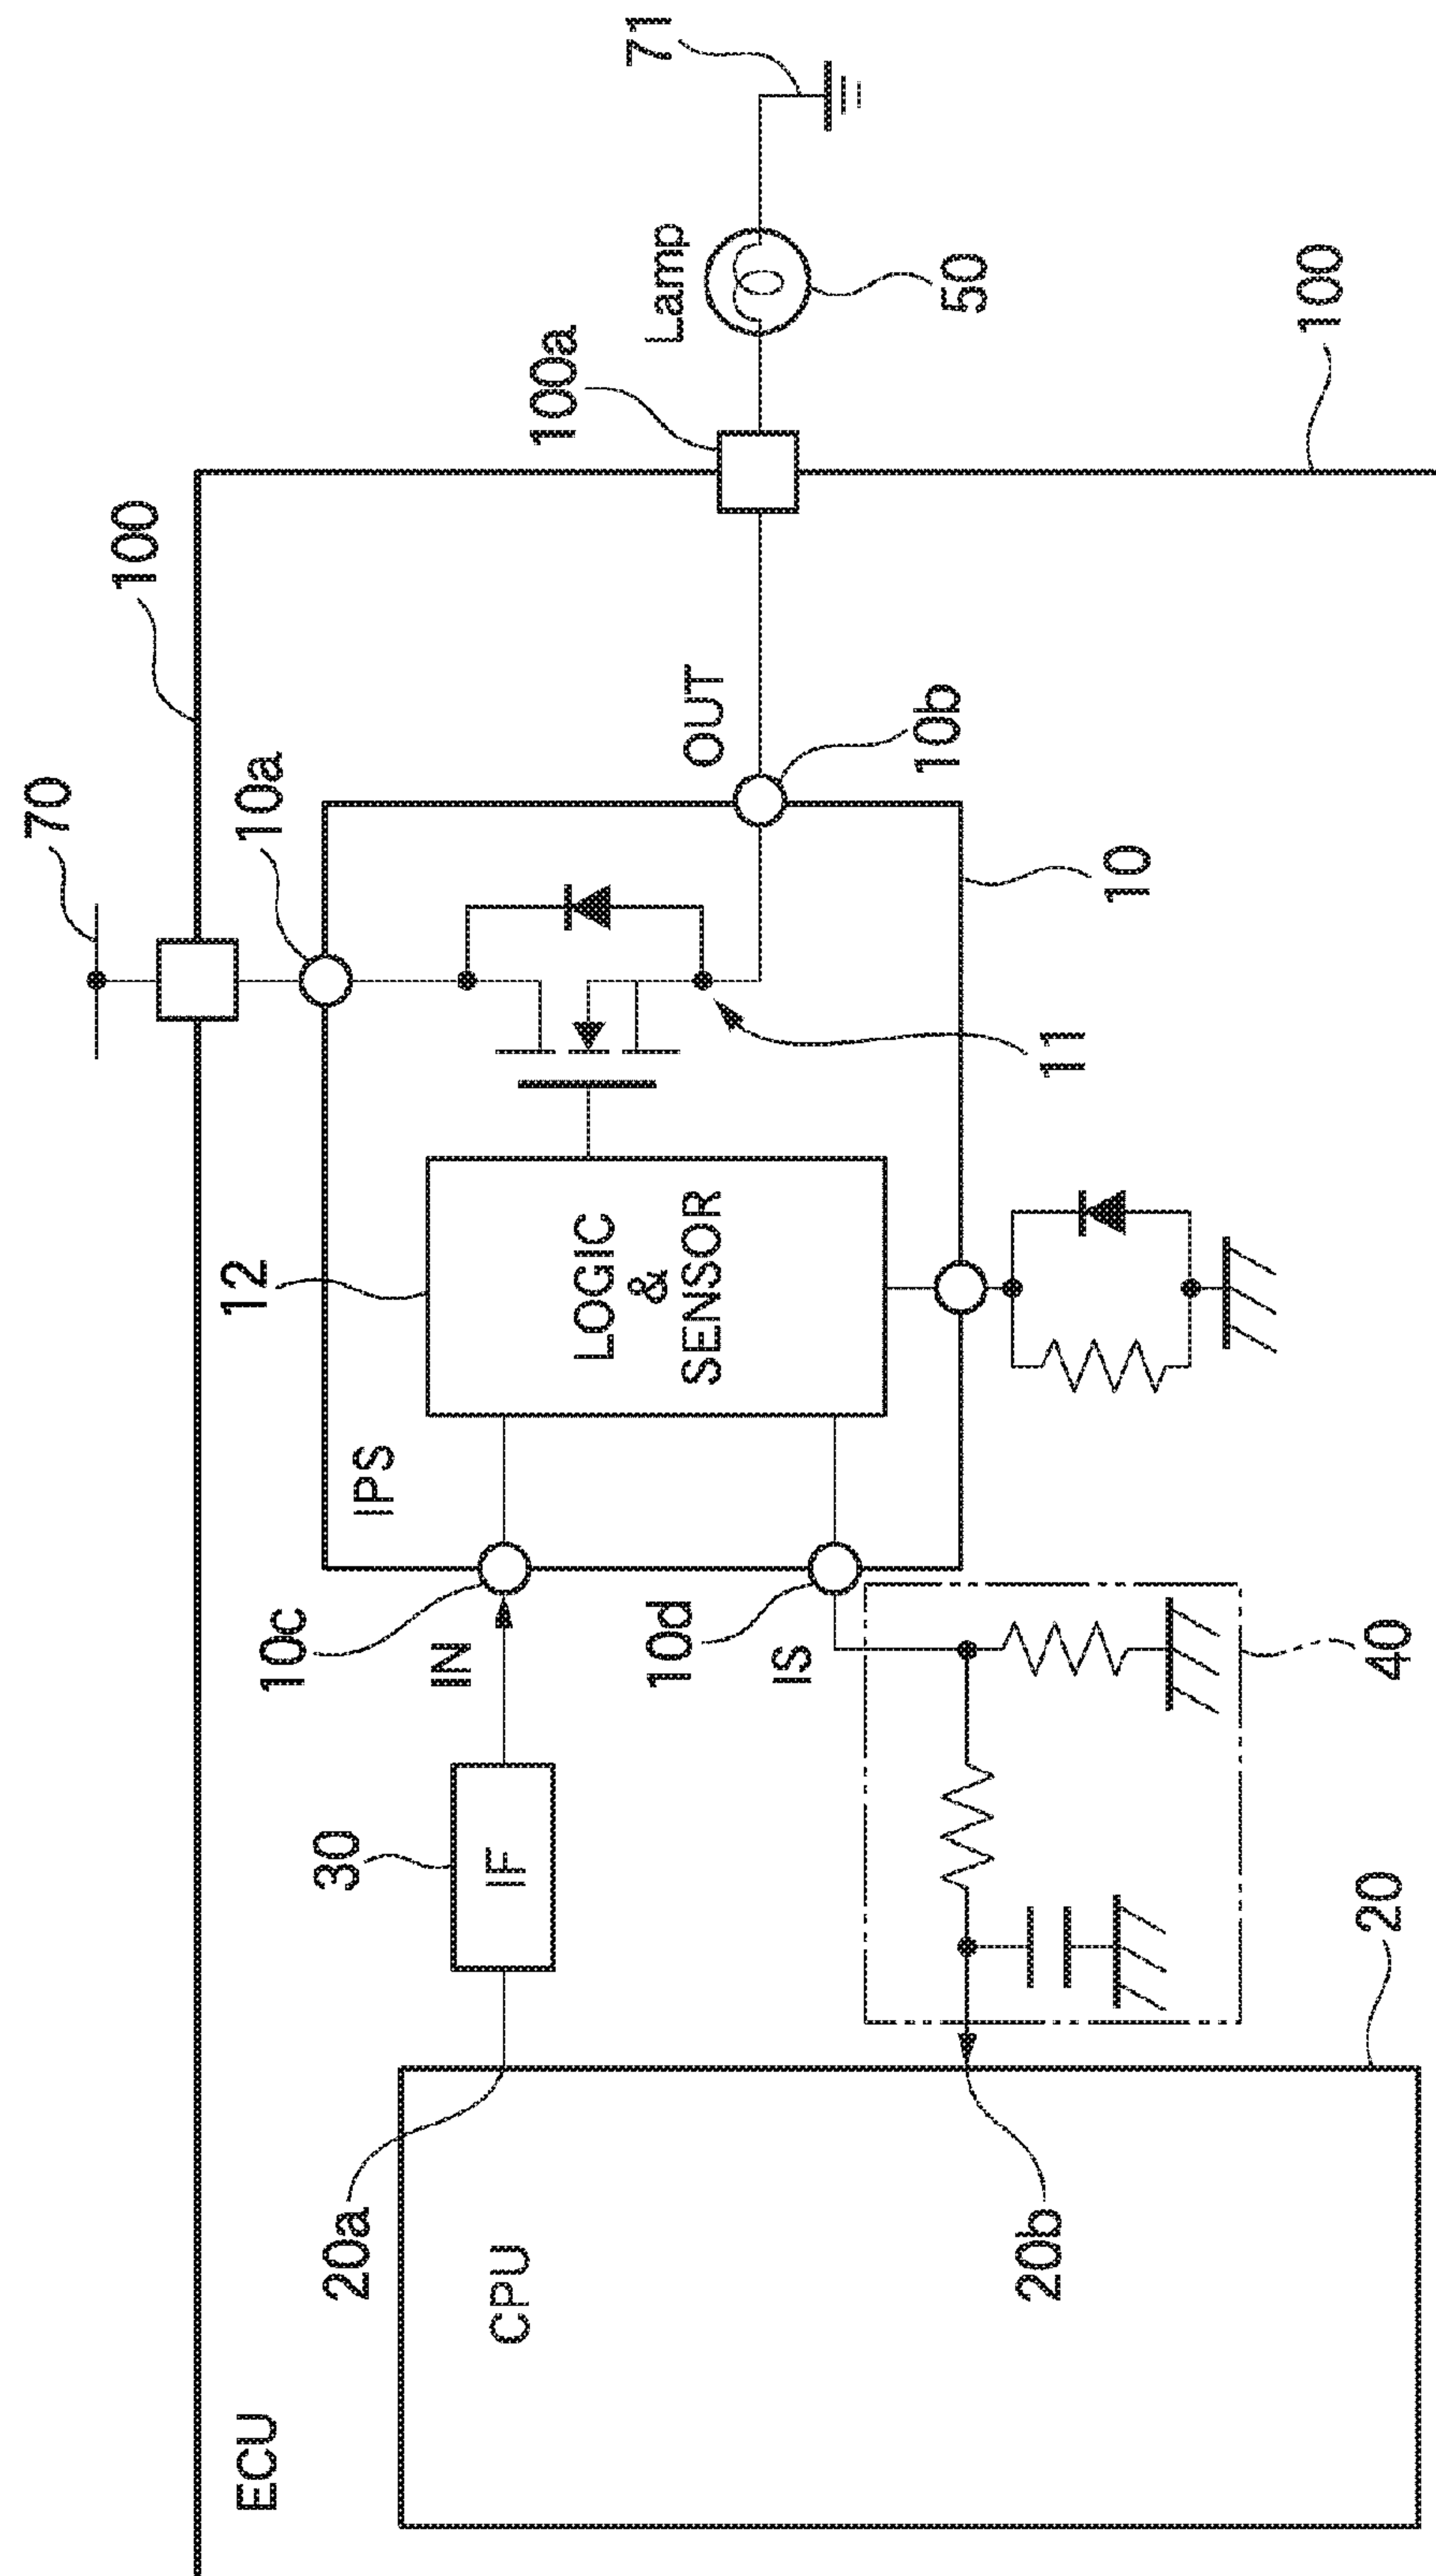 70
100
ECU
12
10a
IPS
LOGIC
&
SENSOR
11
10
OUT
10b
100a
Lamp
50
71
100
10c
IN
10d
IS
30
IF
40
20
20a
CPU
20b